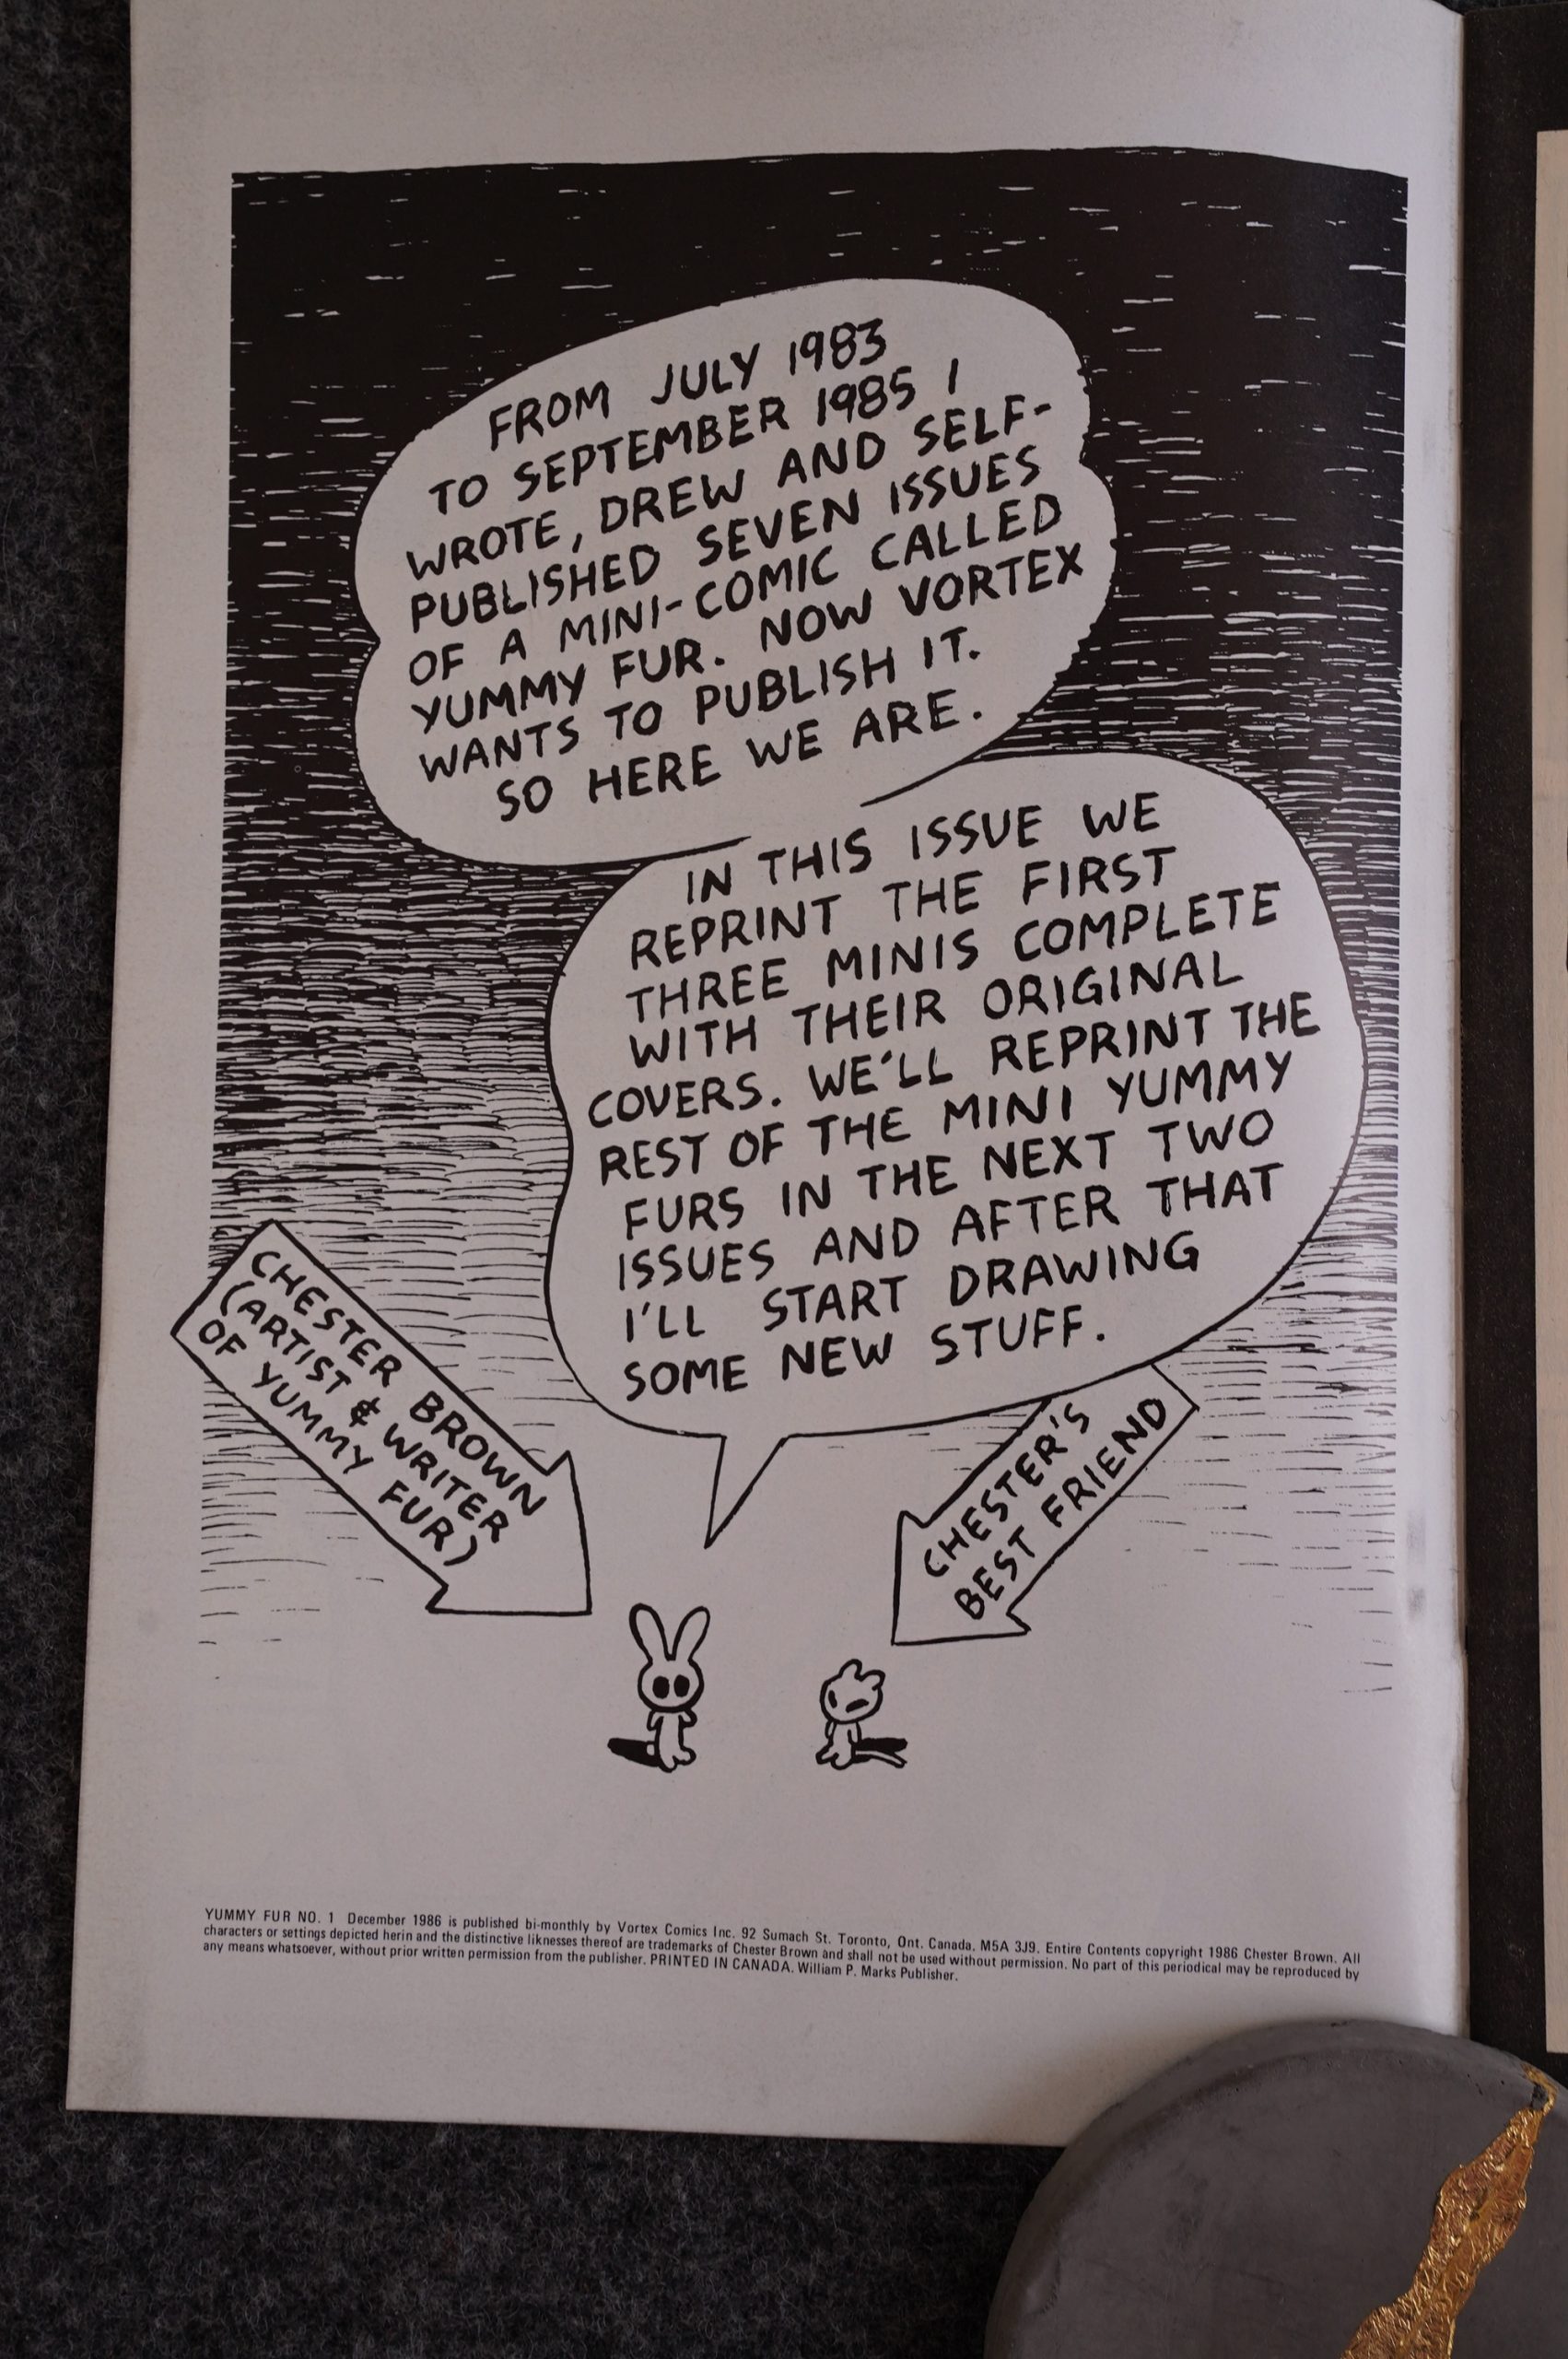 FROM JULY 1983
TO SEPTEMBER 1985 I
WROTE, DREW AND SELF-
PUBLISHED SEVEN ISSUES
OF A MINI-COMIC CALLED
YUMMY FUR. NOW VORTEX
WANTS TO PUBLISH IT.
SO HERE WE ARE.
IN THIS ISSUE WE
REPRINT THE FIRST
THREE MINIS COMPLETE
WITH THEIR ORIGINAL
COVERS. WE'LL REPRINT THE
REST OF THE MINI YUMMY
FURS IN THE NEXT TWO
ISSUES AND AFTER THAT
I'LL START DRAWING
SOME NEW STUFF.
CHESTER BROWN
(ARTIST & WRITER
OF YUMMY FUR)
CHESTER'S
BEST FRIEND
YUMMY FUR NO. 1 December 1986 is published bi-monthly by Vortex Comics Inc. 92 Sumach St. Toronto, Ont. Canada. M5A 3J9. Entire Contents copyright 1986 Chester Brown. All
characters or settings depicted herin and the distinctive liknesses thereof are trademarks of Chester Brown and shall not be used without permission. No part of this periodical may be reproduced by
any means whatsoever, without prior written permission from the publisher. PRINTED IN CANADA. William P. Marks Publisher.